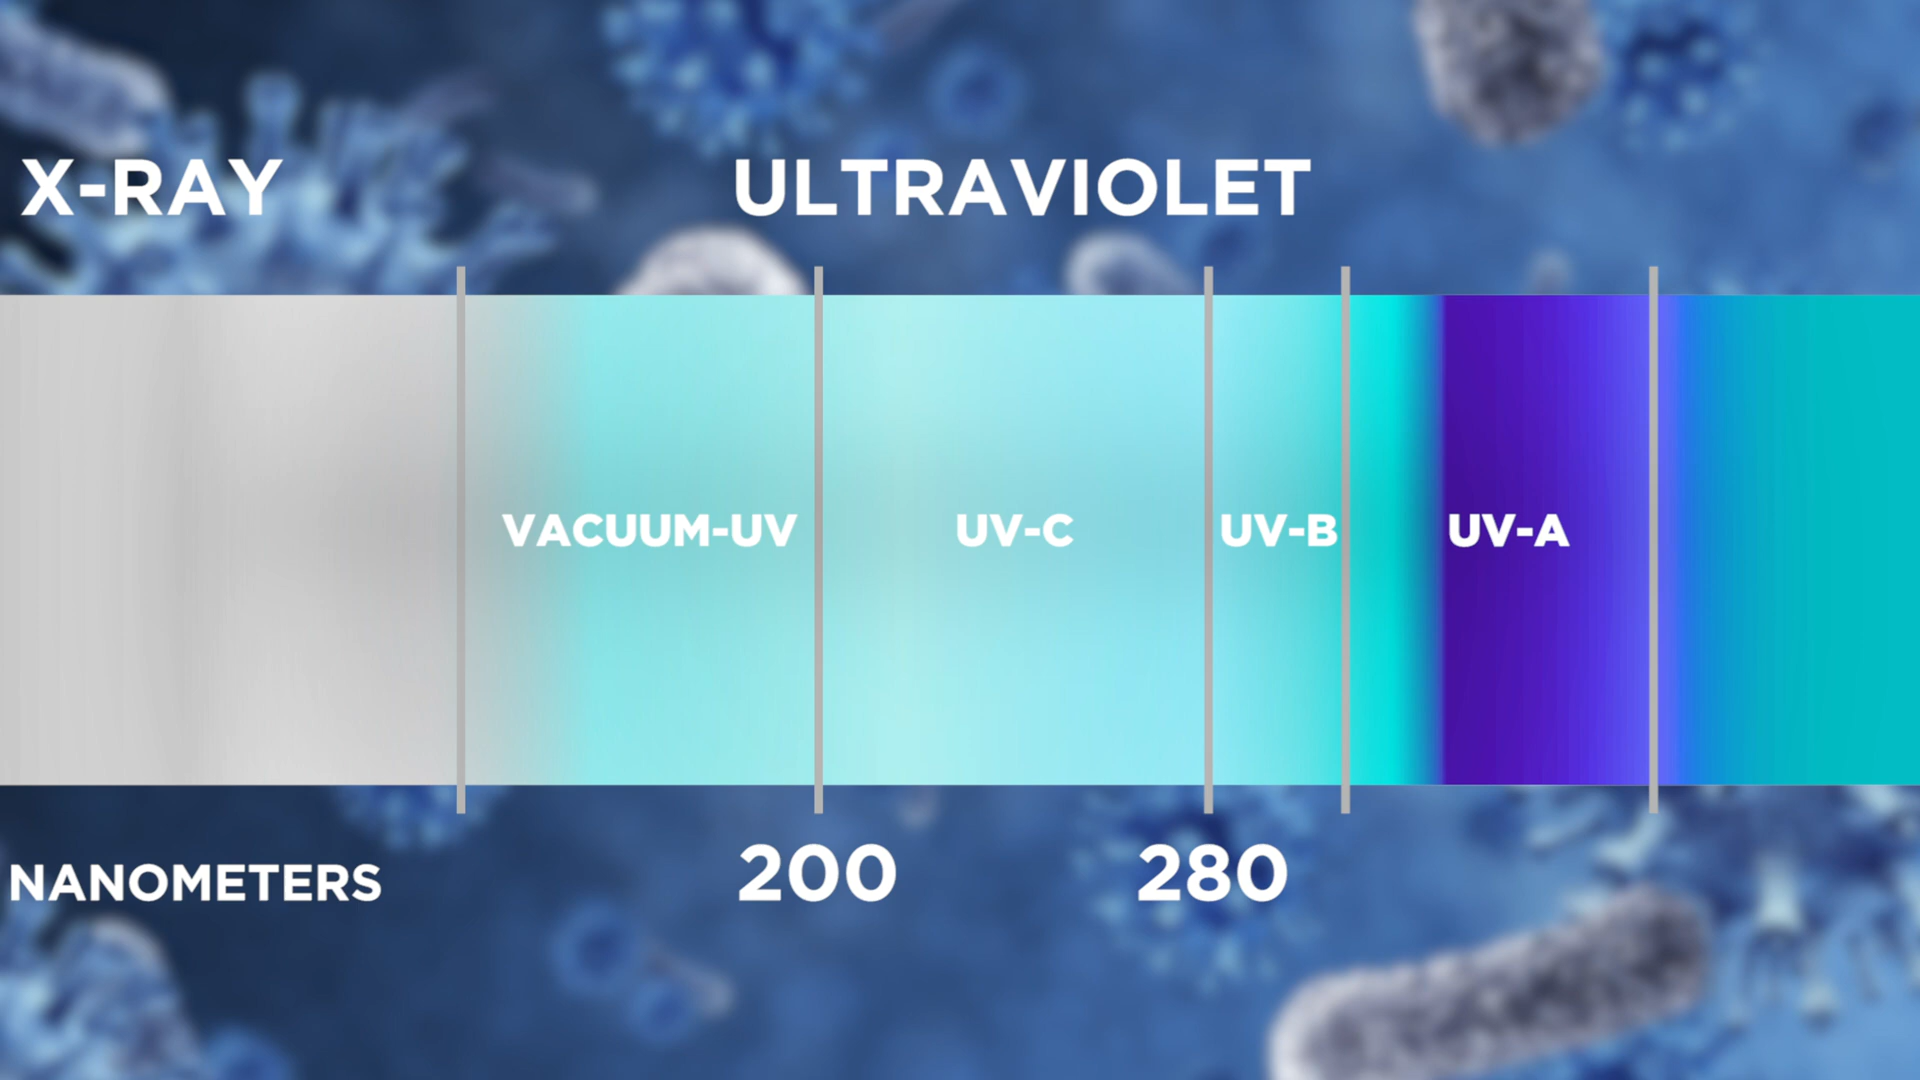 X-RAY
ULTRAVIOLET
VACUUM-UV
UV-C
UV-B
UV-A
NANOMETERS
200
280